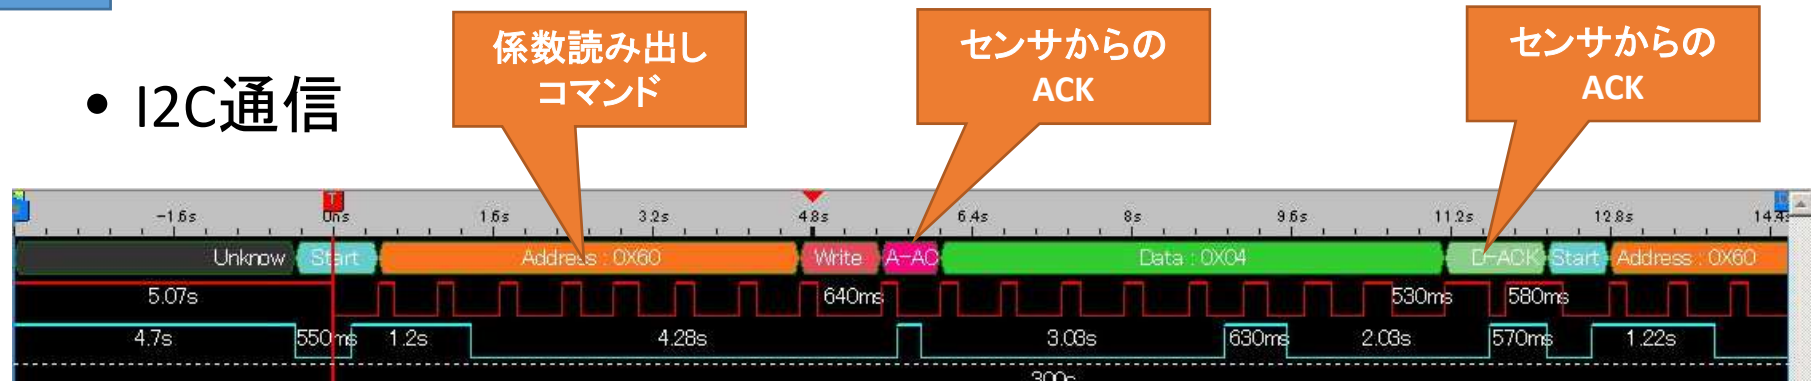 係数読み出し
コマンド
センサからの
ACK
センサからの
ACK
• I2C通信
-1.6s 0ns 1.6s 3.2s 4.8s 6.4s 8s 9.6s 11.2s 12.8s
Unknow Start Address : 0X60 Write A-AC Data : 0X04 D-ACK Start Address : 0X60
5.07s 640ms 530ms 580ms
4.7s 550ms 1.2s 4.28s 3.03s 630ms 2.03s 570ms 1.22s
300s